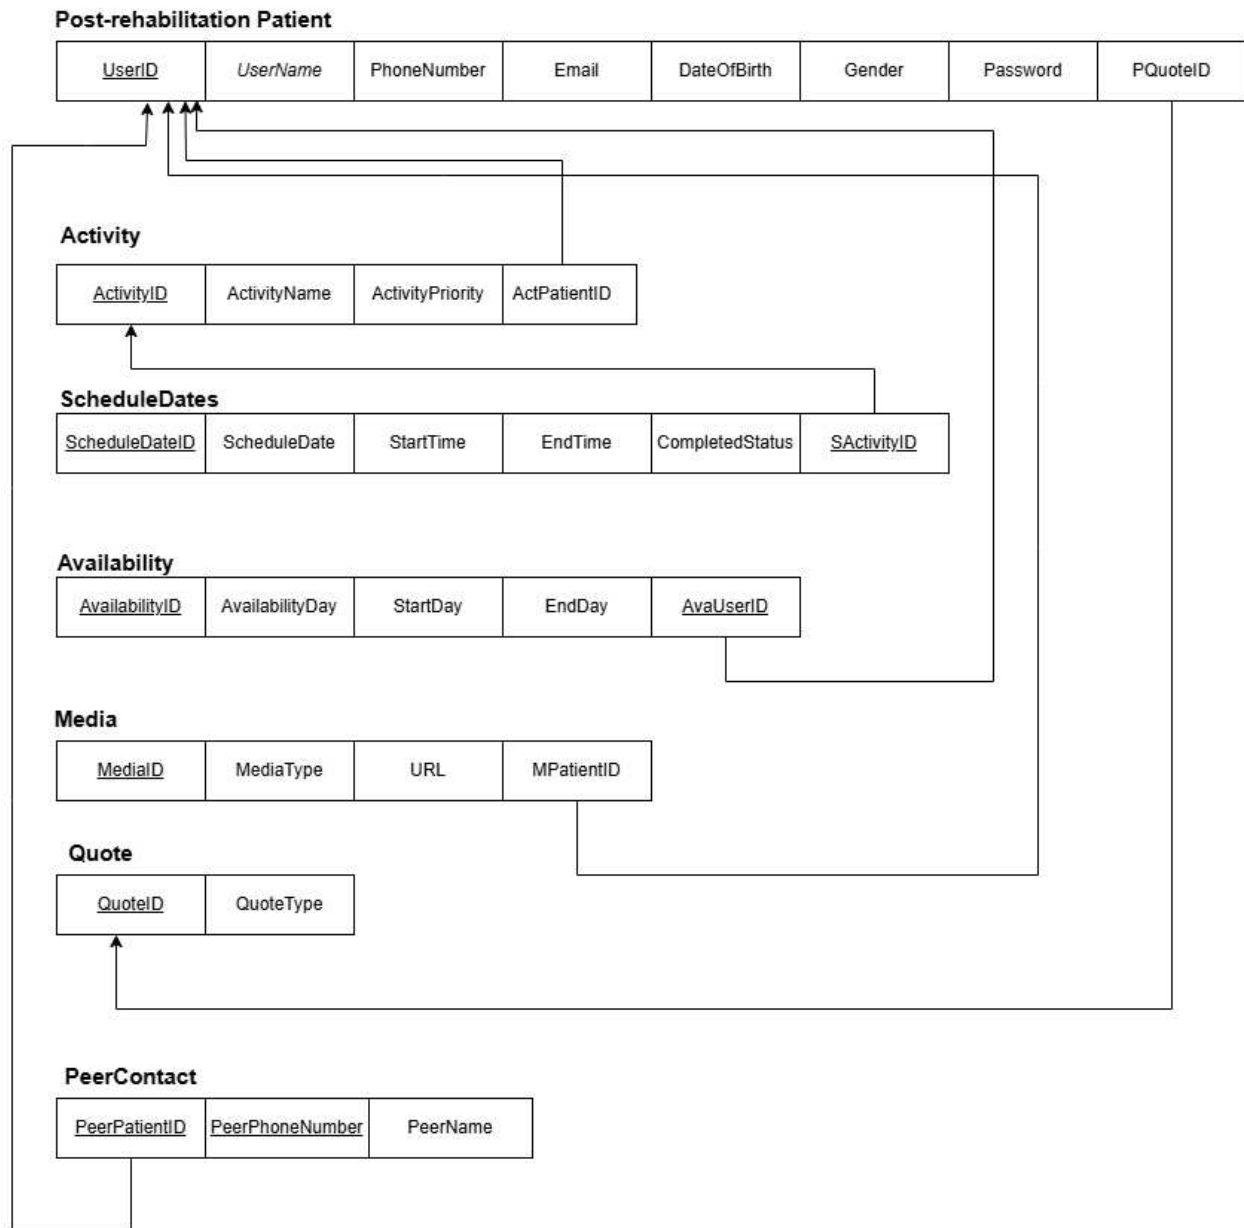 Post-rehabilitation Patient
UserID UserName PhoneNumber Email DateOfBirth Gender Password PQuoteID
Activity
ActivityID ActivityName ActivityPriority ActPatientID
ScheduleDates
ScheduleDateID ScheduleDate StartTime EndTime CompletedStatus SActivityID
Availability
AvailabilityID AvailabilityDay StartDay EndDay AvaUserID
Media
MediaID MediaType URL MPatientID
Quote
QuoteID QuoteType
PeerContact
PeerPatientID PeerPhoneNumber PeerName